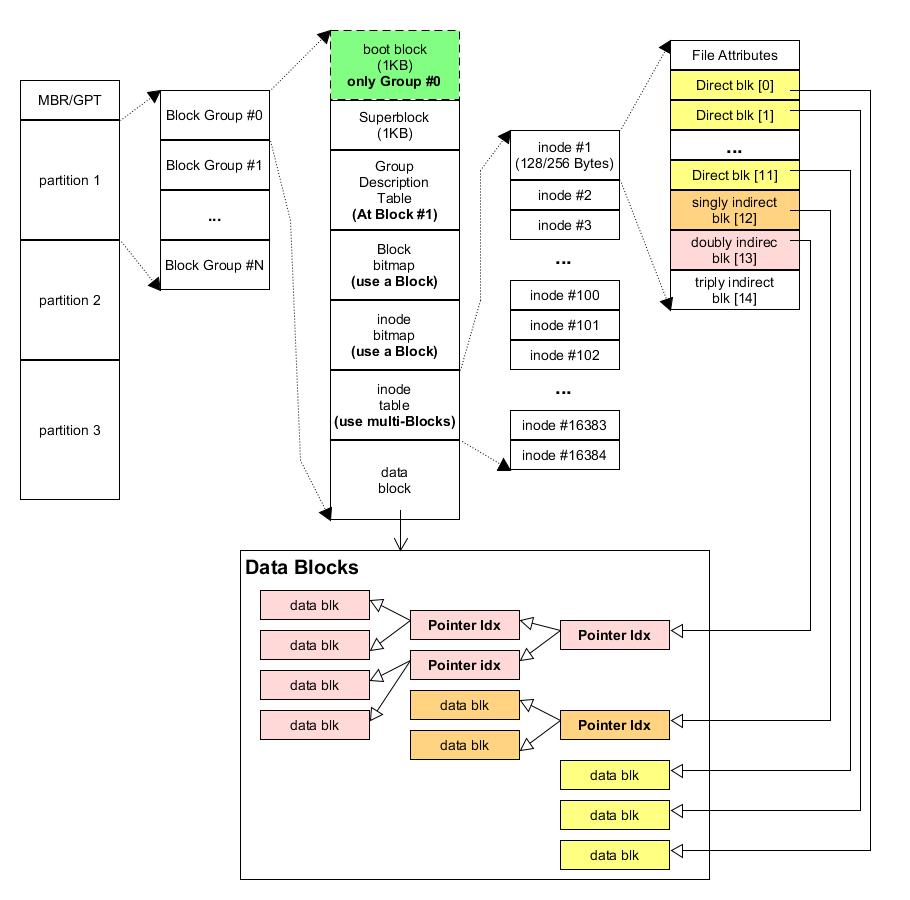 MBR/GPT
partition 1
partition 2
partition 3
Block Group #0
Block Group #1
...
Block Group #N
boot block
(1KB)
only Group #0
Superblock
(1KB)
Group
Description
Table
(At Block #1)
Block
bitmap
(use a Block)
inode
bitmap
(use a Block)
inode
table
(use multi-Blocks)
data
block
inode #1
(128/256 Bytes)
inode #2
inode #3
...
inode #100
inode #101
inode #102
...
inode #16383
inode #16384
File Attributes
Direct blk [0]
Direct blk [1]
...
Direct blk [11]
singly indirect
blk [12]
doubly indirec
blk [13]
triply indirect
blk [14]
Data Blocks
data blk
data blk
data blk
data blk
Pointer Idx
Pointer idx
data blk
data blk
Pointer Idx
Pointer Idx
data blk
data blk
data blk